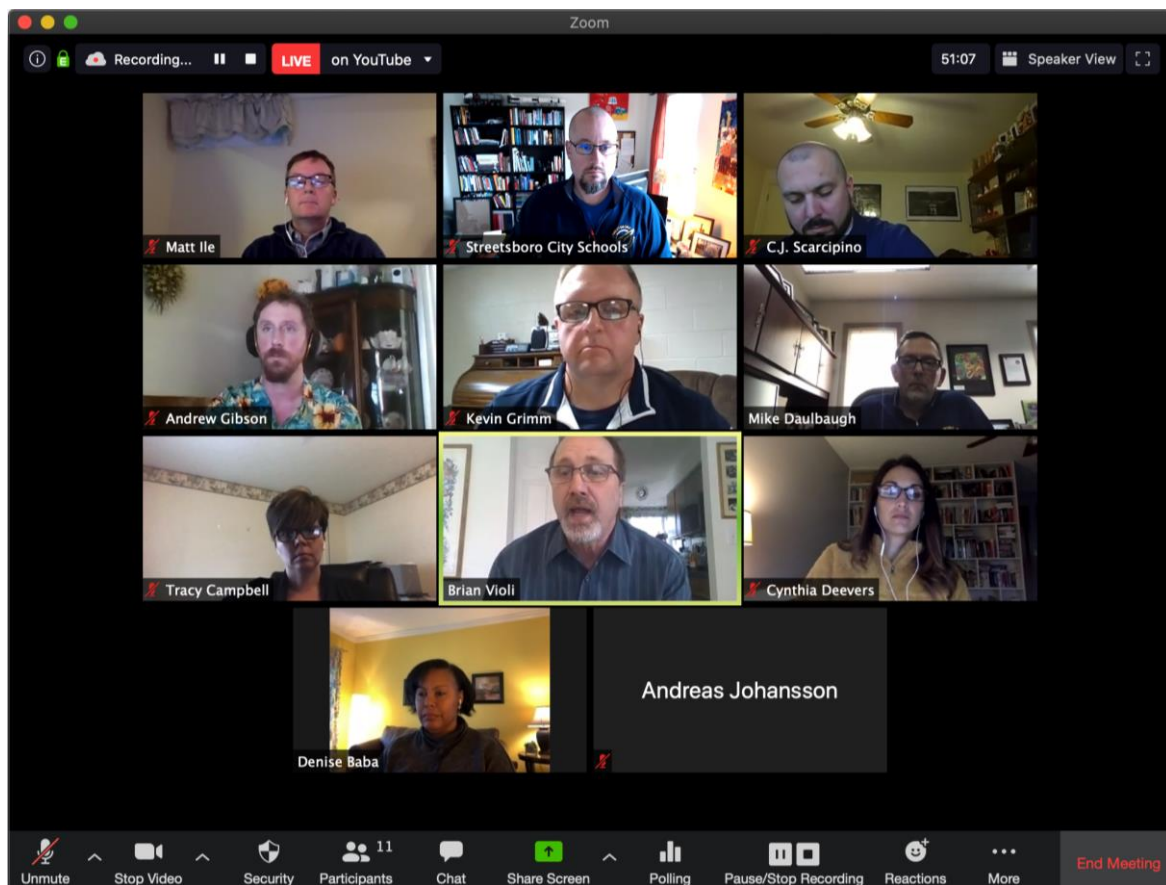 Zoom
Recording... LIVE on YouTube 51:07 Speaker View
Matt Ile Streetsboro City Schools C.J. Scarcipino
Andrew Gibson Kevin Grimm Mike Daulbaugh
Tracy Campbell Brian Violi Cynthia Deevers
Andreas Johansson
Denise Baba
11
Unmute Stop Video Security Participants Chat Share Screen Polling Pause/Stop Recording Reactions More End Meeting